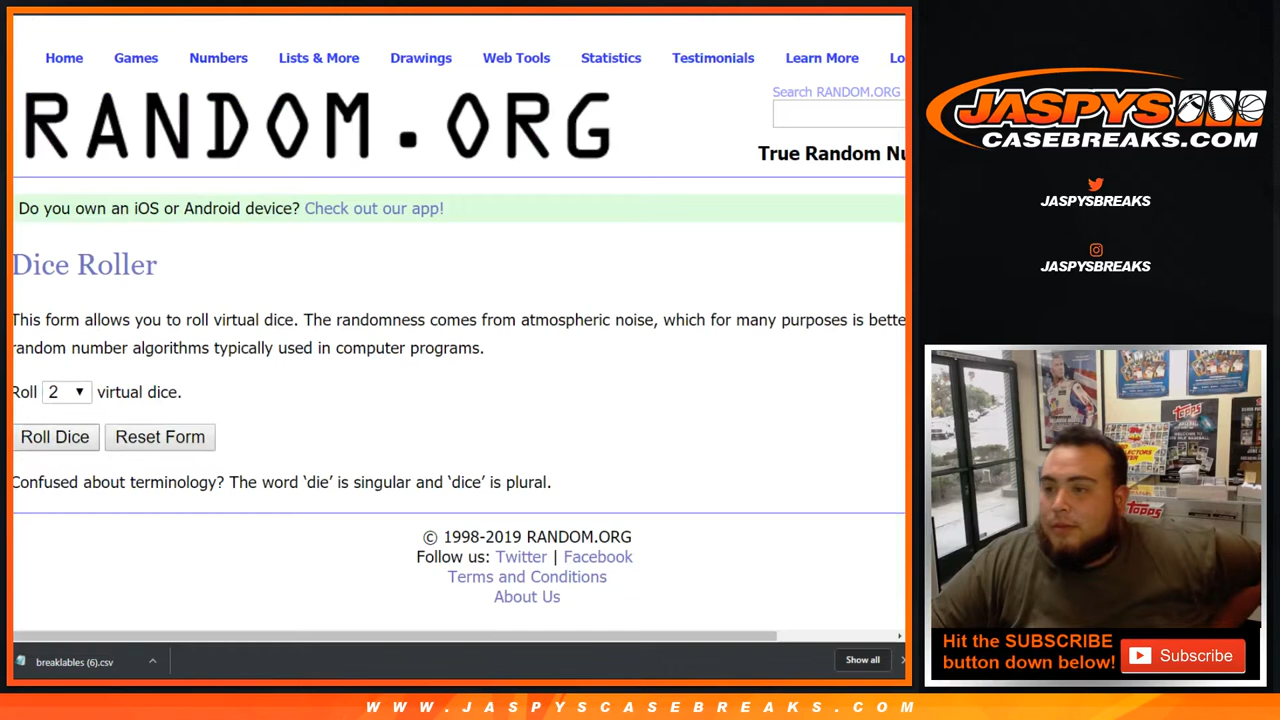 Home Games Numbers Lists & More Drawings Web Tools Statistics Testimonials Learn More Lo
RANDOM.ORG
Search RANDOM.ORG
True Random Nu
Do you own an iOS or Android device? Check out our app!
Dice Roller
This form allows you to roll virtual dice. The randomness comes from atmospheric noise, which for many purposes is bette
random number algorithms typically used in computer programs.
Roll 2 virtual dice.
Roll Dice Reset Form
Confused about terminology? The word ‘die’ is singular and ‘dice’ is plural.
© 1998-2019 RANDOM.ORG
Follow us: Twitter | Facebook
Terms and Conditions
About Us
breaklables (6).csv
Show all
JASPYS
CASEBREAKS.COM
JASPYSBREAKS
JASPYSBREAKS
Topps
topps
Hit the SUBSCRIBE
button down below!
Subscribe
WWW.JASPYSCASEBREAKS.COM